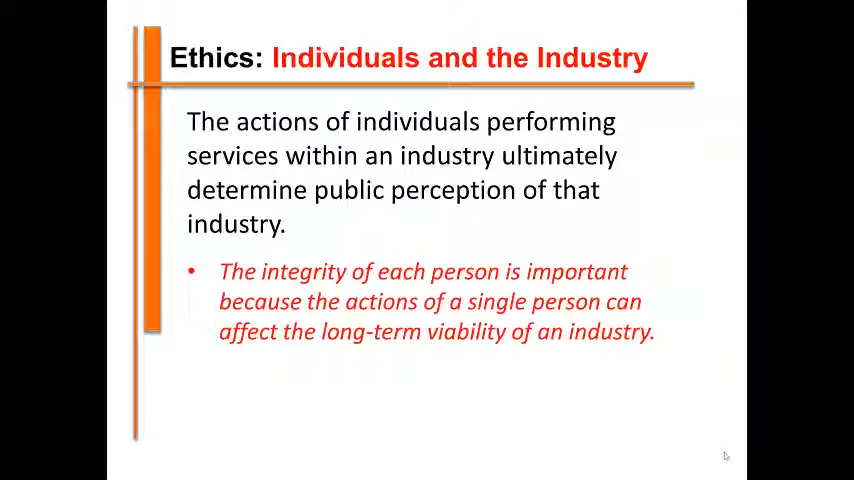 Ethics: Individuals and the Industry
The actions of individuals performing
services within an industry ultimately
determine public perception of that
industry.
• The integrity of each person is important
because the actions of a single person can
affect the long-term viability of an industry.